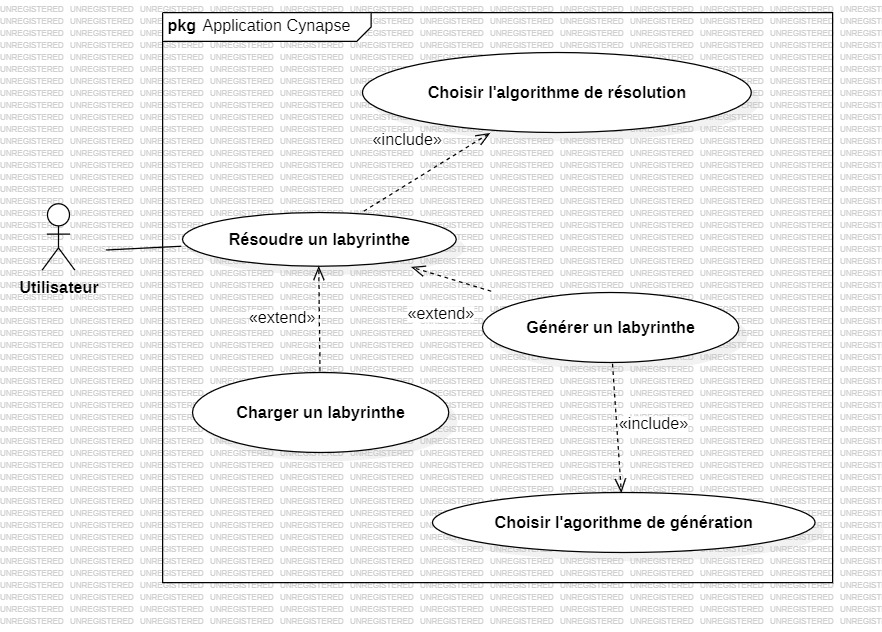 pkg Application Cynapse
Choisir l'algorithme de résolution
«include»
Résoudre un labyrinthe
Utilisateur
«extend»
«extend»
Générer un labyrinthe
Charger un labyrinthe
«include»
Choisir l'agorithme de génération
UNREGISTERED